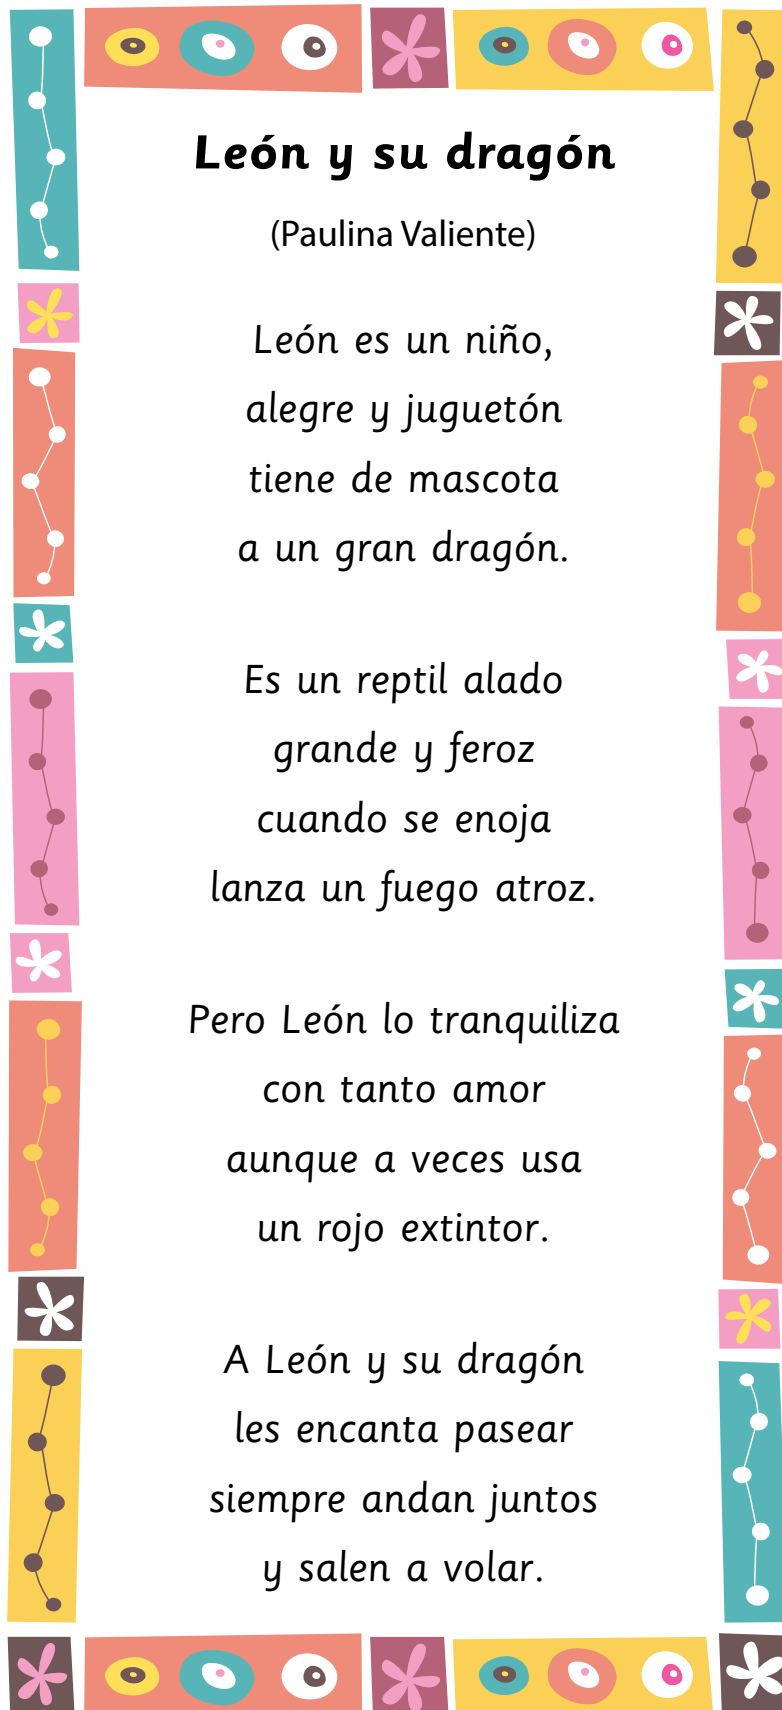 León y su dragón
(Paulina Valiente)
León es un niño,
alegre y juguetón
tiene de mascota
a un gran dragón.
Es un reptil alado
grande y feroz
cuando se enoja
lanza un fuego atroz.
Pero León lo tranquiliza
con tanto amor
aunque a veces usa
un rojo extintor.
A León y su dragón
les encanta pasear
siempre andan juntos
y salen a volar.